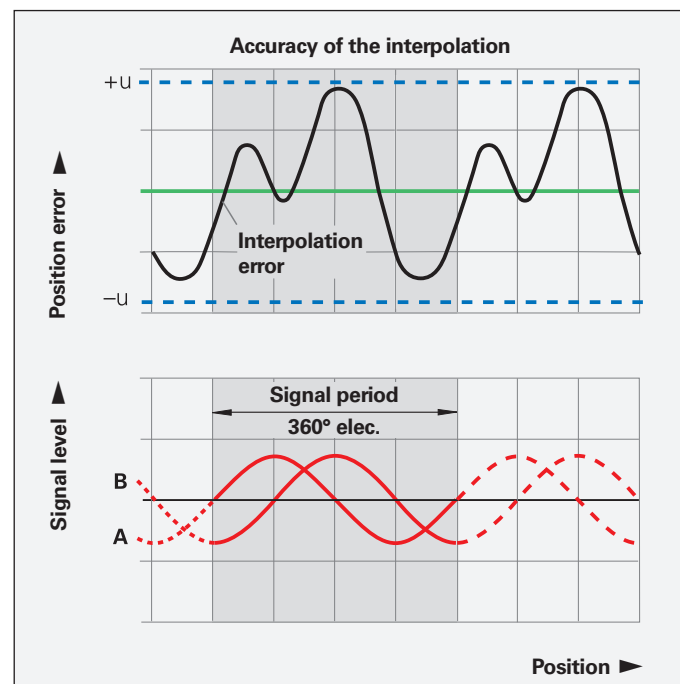 Accuracy of the interpolation
+u
Position error ▲
Interpolation
error
–u
Signal level ▲
Signal period
360° elec.
B
A
Position ►